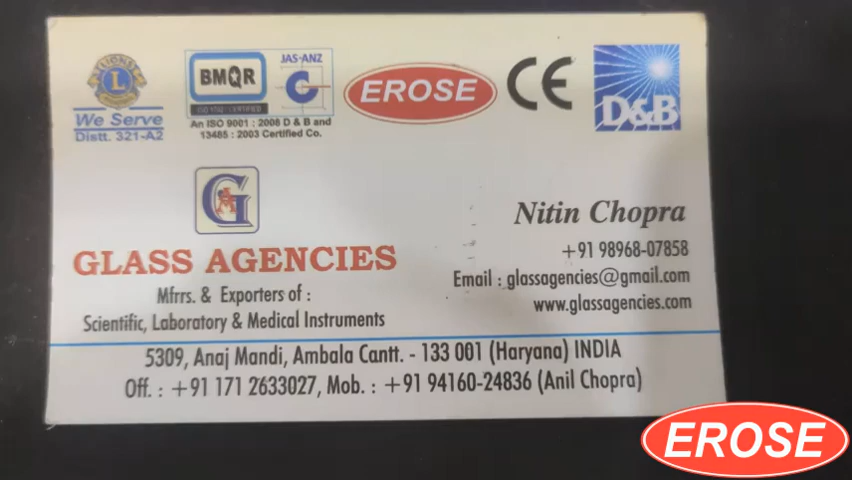 LIONS
L
We Serve
Distt. 321-A2
BMQR
JAS-ANZ
An ISO 9001 : 2008 D & B and
13485 : 2003 Certified Co.
EROSE
CE
D&B
G
GLASS AGENCIES
Mfrrs. & Exporters of :
Scientific, Laboratory & Medical Instruments
Nitin Chopra
+91 98968-07858
Email : glassagencies@gmail.com
www.glassagencies.com
5309, Anaj Mandi, Ambala Cantt. - 133 001 (Haryana) INDIA
Off. : +91 171 2633027, Mob. : +91 94160-24836 (Anil Chopra)
EROSE